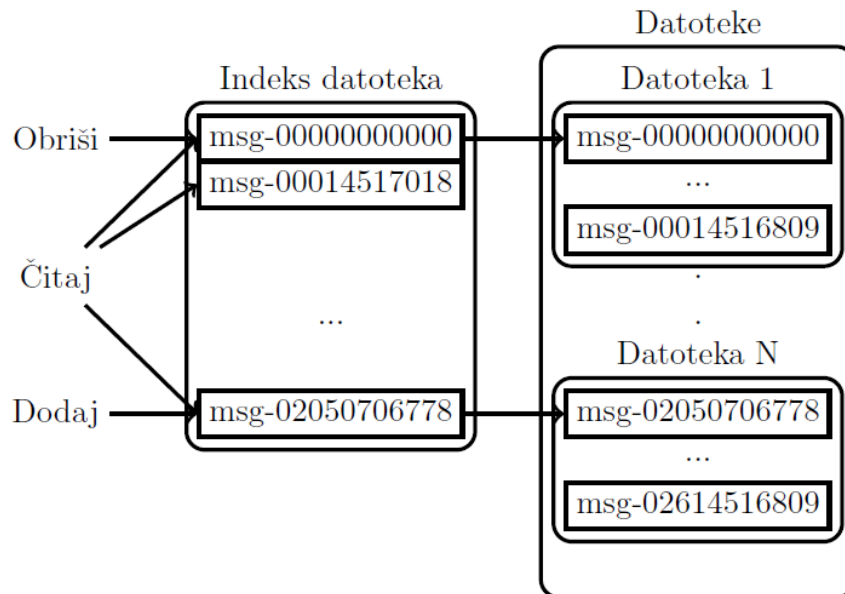 Datoteke
Indeks datoteka
Datoteka 1
Obriši
msg-00000000000
msg-00000000000
msg-00014517018
...
msg-00014516809
Čitaj
.
...
.
Datoteka N
Dodaj
msg-02050706778
msg-02050706778
...
msg-02614516809